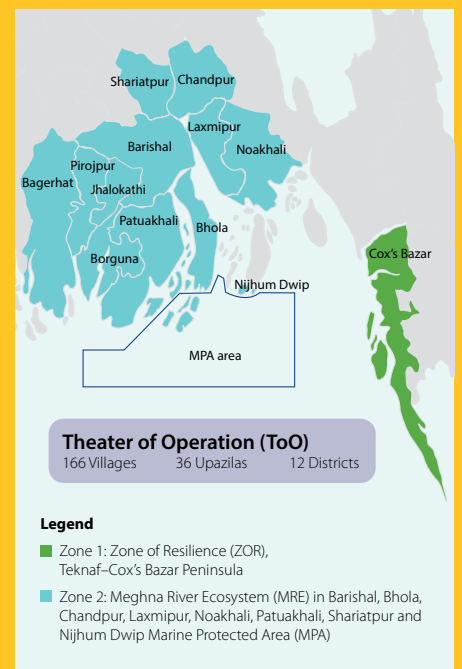 Shariatpur
Chandpur
Laxmipur
Barishal
Noakhali
Pirojpur
Bagerhat
Jhalokathi
Patuakhali
Bhola
Borguna
Cox's Bazar
Nijhum Dwip
MPA area
Theater of Operation (ToO)
166 Villages 36 Upazilas 12 Districts
Legend
Zone 1: Zone of Resilience (ZOR),
Teknaf–Cox's Bazar Peninsula
Zone 2: Meghna River Ecosystem (MRE) in Barishal, Bhola,
Chandpur, Laxmipur, Noakhali, Patuakhali, Shariatpur and
Nijhum Dwip Marine Protected Area (MPA)